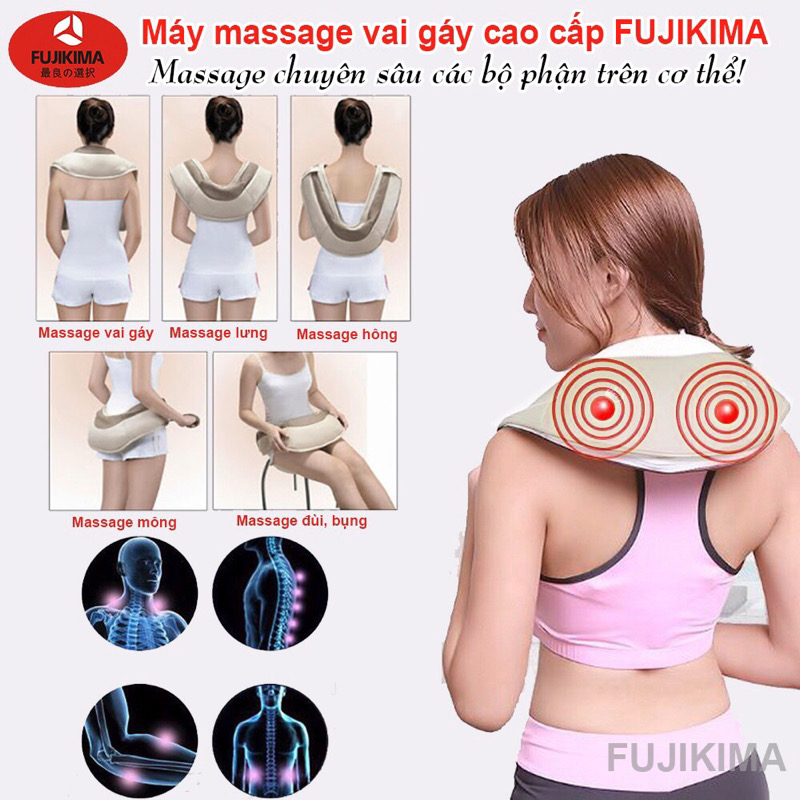 FUJIKIMA
最良の選択
Máy massage vai gáy cao cấp FUJIKIMA
Massage chuyên sâu các bộ phận trên cơ thể!
Massage vai gáy
Massage lưng
Massage hông
Massage mông
Massage đùi, bụng
FUJIKIMA